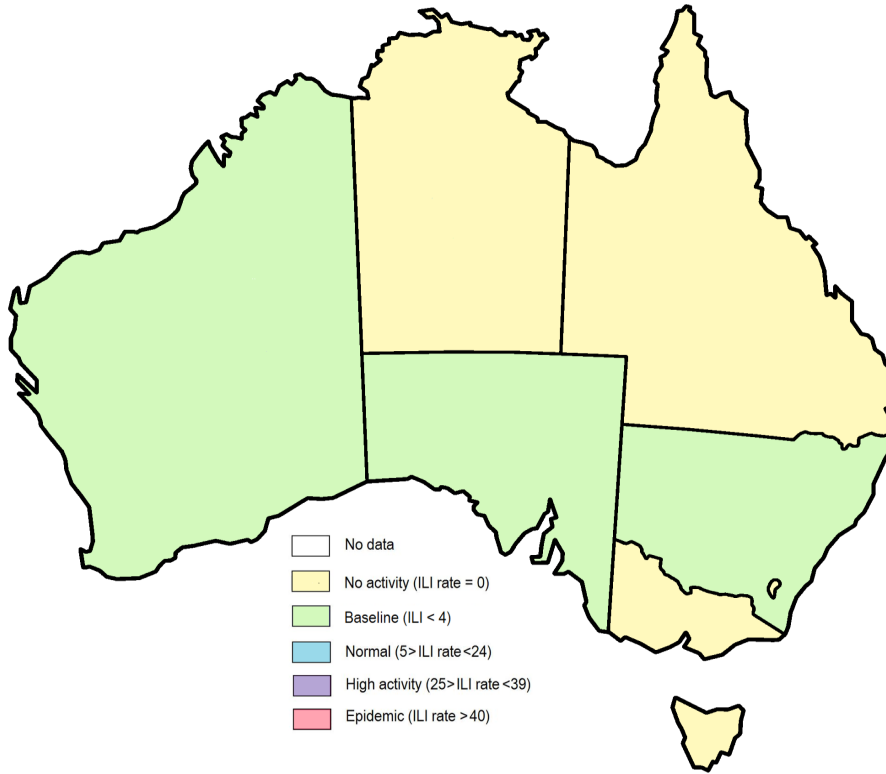 No data
No activity (ILI rate = 0)
Baseline (ILI < 4)
Normal (5>ILI rate<24)
High activity (25>ILI rate<39)
Epidemic (ILI rate >40)